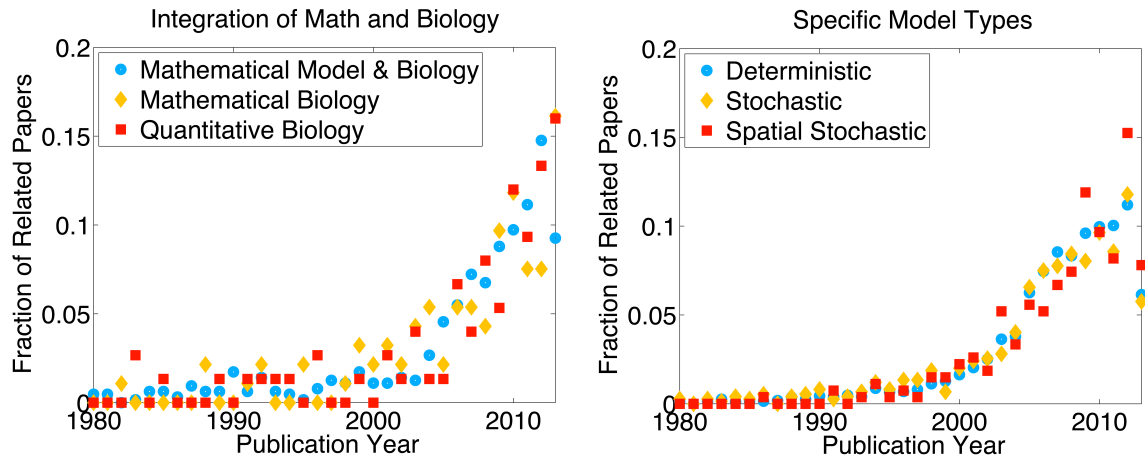 Integration of Math and Biology
Fraction of Related Papers
0.2
0.15
0.1
0.05
0
Mathematical Model & Biology
Mathematical Biology
Quantitative Biology
1980
1990
2000
2010
Publication Year
Specific Model Types
Fraction of Related Papers
0.2
0.15
0.1
0.05
0
Deterministic
Stochastic
Spatial Stochastic
1980
1990
2000
2010
Publication Year